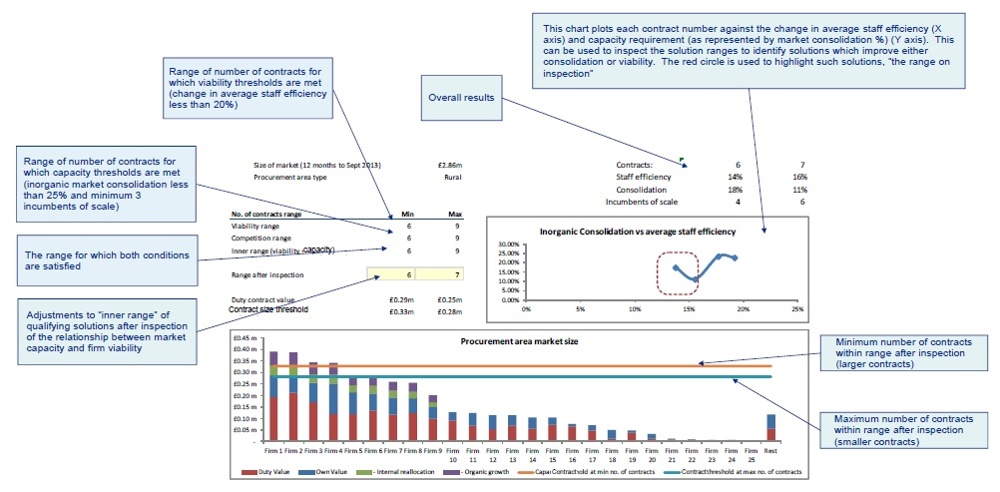 This chart plots each contract number against the change in average staff efficiency (X
axis) and capacity requirement (as represented by market consolidation %) (Y axis). This
can be used to inspect the solution ranges to identify solutions which improve either
consolidation or viability. The red circle is used to highlight such solutions, "the range on
inspection"
Range of number of contracts for
which viability thresholds are met
(change in average staff efficiency
less than 20%)
Overall results
Range of number of contracts for
which capacity thresholds are met
(inorganic market consolidation less
than 25% and minimum 3
incumbents of scale)
The range for which both conditions
are satisfied
Adjustments to "inner range" of
qualifying solutions after inspection
of the relationship between market
capacity and firm viability
Size of market (12 months to Sept 2013) £2.86m
Procurement area type Rural
No. of contracts range Min Max
Viability range 6 9
Competition range 6 9
Inner range (viability + capacity) 6 9
Range after inspection 6 7
Duty contract value £0.29m £0.25m
Contract size threshold £0.33m £0.28m
Contracts: 6 7
Staff efficiency 14% 16%
Consolidation 18% 11%
Incumbents of scale 4 6
Inorganic Consolidation vs average staff efficiency
30.00%
25.00%
20.00%
15.00%
10.00%
5.00%
0.00%
0% 5% 10% 15% 20% 25%
Procurement area market size
£0.45 m
£0.40 m
£0.35 m
£0.30 m
£0.25 m
£0.20 m
£0.15 m
£0.10 m
£0.05 m
-
Firm 1 Firm 2 Firm 3 Firm 4 Firm 5 Firm 6 Firm 7 Firm 8 Firm 9 Firm Firm Firm Firm Firm Firm Firm Firm Firm Firm Firm Firm Firm Firm Firm Firm Rest
10 11 12 13 14 15 16 17 18 19 20 21 22 23 24 25
Duty Value Own Value - Internal reallocation - Organic growth Capa Contracthold at min no. of contracts Contractthreshold at max no. of contracts
Minimum number of contracts
within range after inspection
(larger contracts)
Maximum number of contracts
within range after inspection
(smaller contracts)